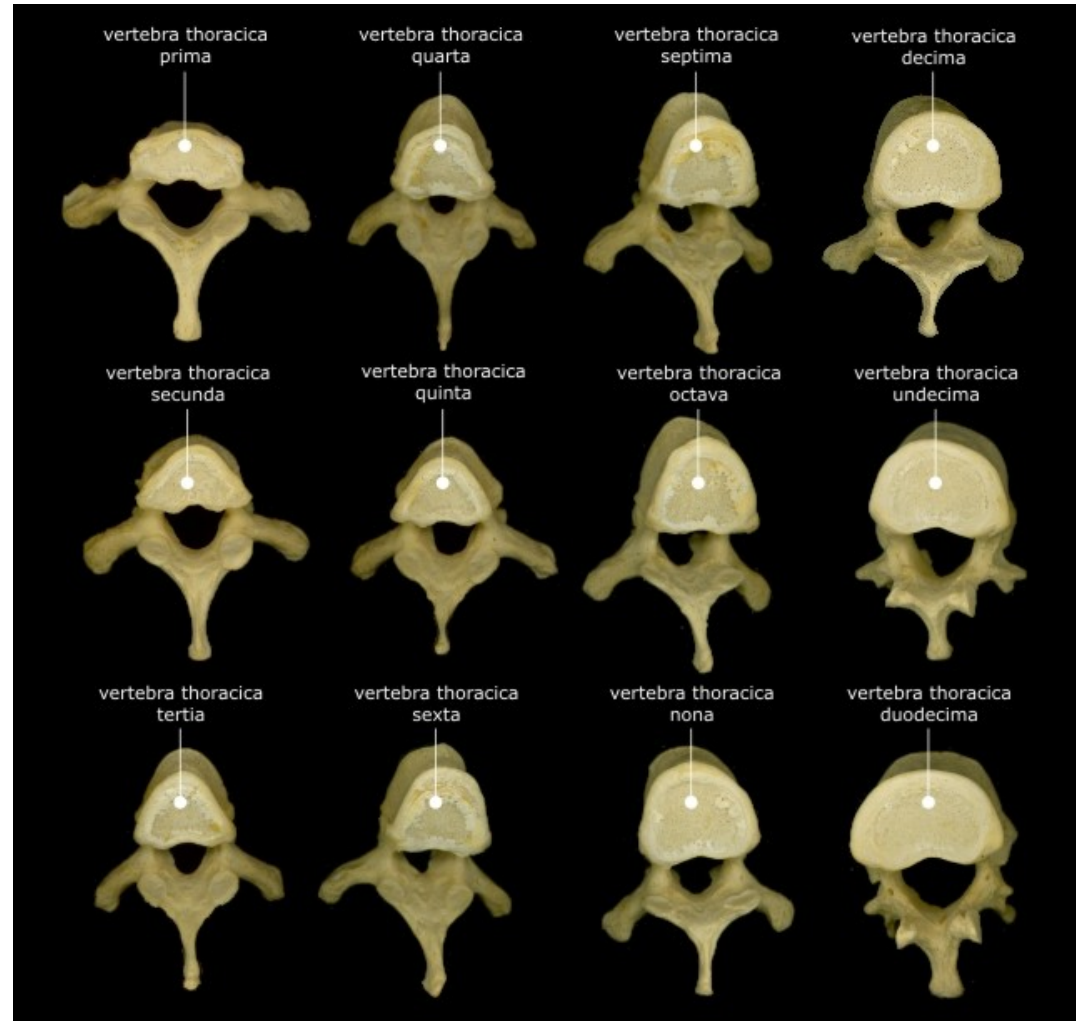 vertebra thoracica
prima
vertebra thoracica
quarta
vertebra thoracica
septima
vertebra thoracica
decima
vertebra thoracica
secunda
vertebra thoracica
quinta
vertebra thoracica
octava
vertebra thoracica
undecima
vertebra thoracica
tertia
vertebra thoracica
sexta
vertebra thoracica
nona
vertebra thoracica
duodecima